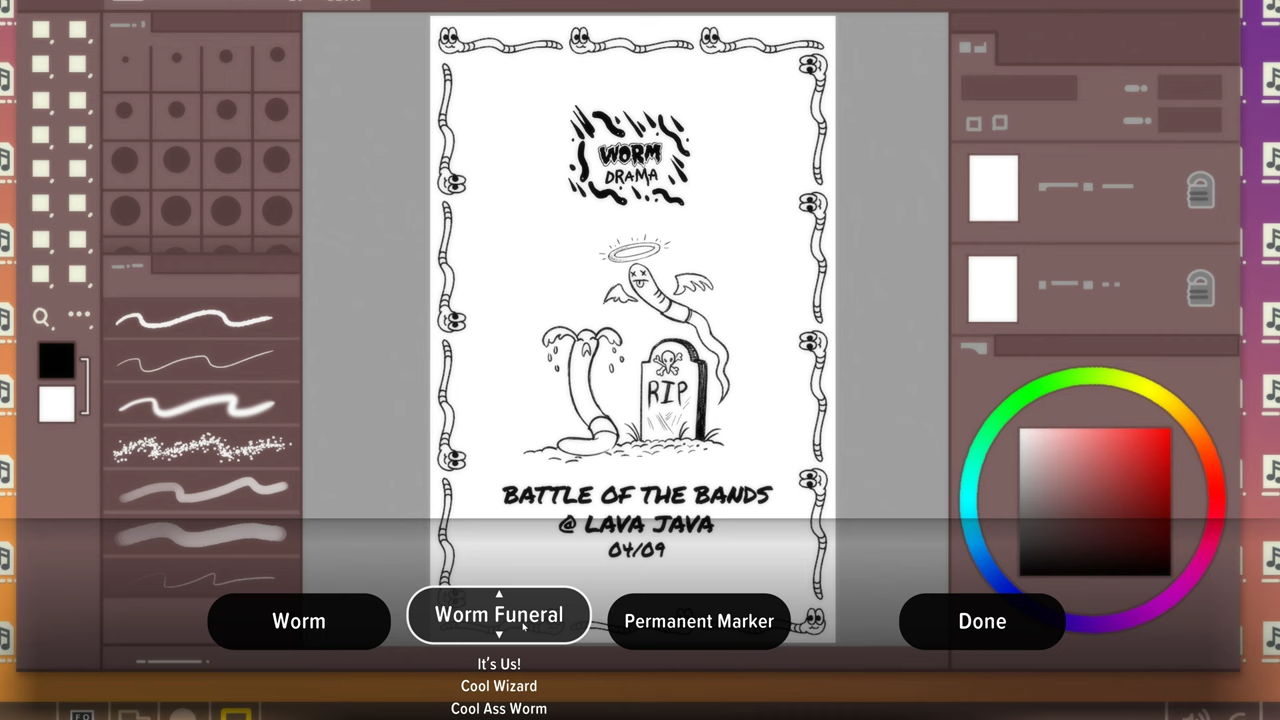 WORM
DRAMA
RIP
BATTLE OF THE BANDS
@ LAVA JAVA
04/09
Worm
Worm Funeral
Permanent Marker
Done
It's Us!
Cool Wizard
Cool Ass Worm